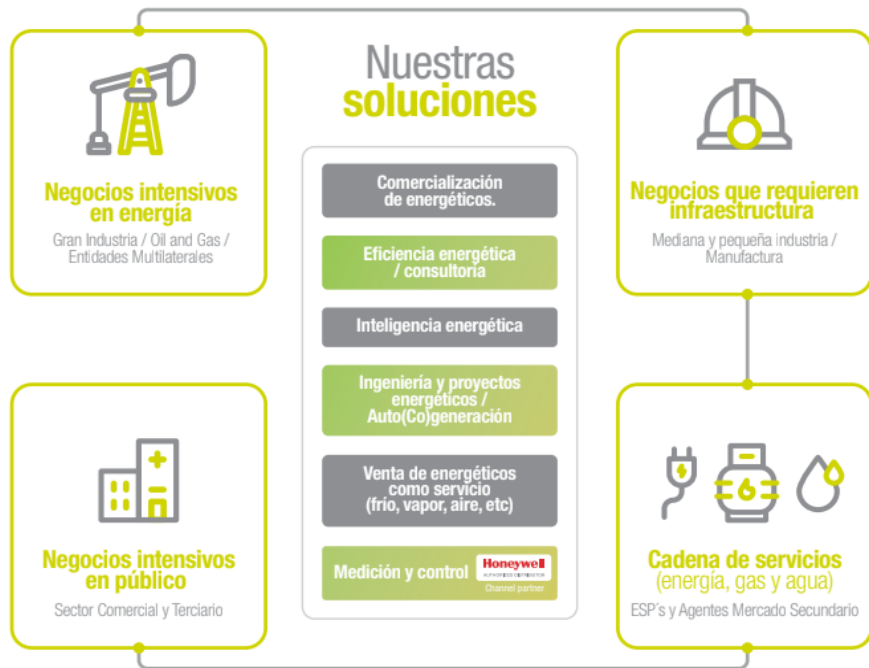 Nuestras
soluciones
Negocios intensivos
en energía
Gran Industria / Oil and Gas /
Entidades Multilaterales
Negocios que requieren
infraestructura
Mediana y pequeña industria /
Manufactura
Comercialización
de energéticos.
Eficiencia energética
/ consultoría
Inteligencia energética
Ingeniería y proyectos
energéticos /
Auto(Co)generación
Venta de energéticos
como servicio
(frío, vapor, aire, etc)
Medición y control
Honeywell
AUTHORIZED DISTRIBUTOR
Channel partner
Negocios intensivos
en público
Sector Comercial y Terciario
Cadena de servicios
(energía, gas y agua)
ESP´s y Agentes Mercado Secundario